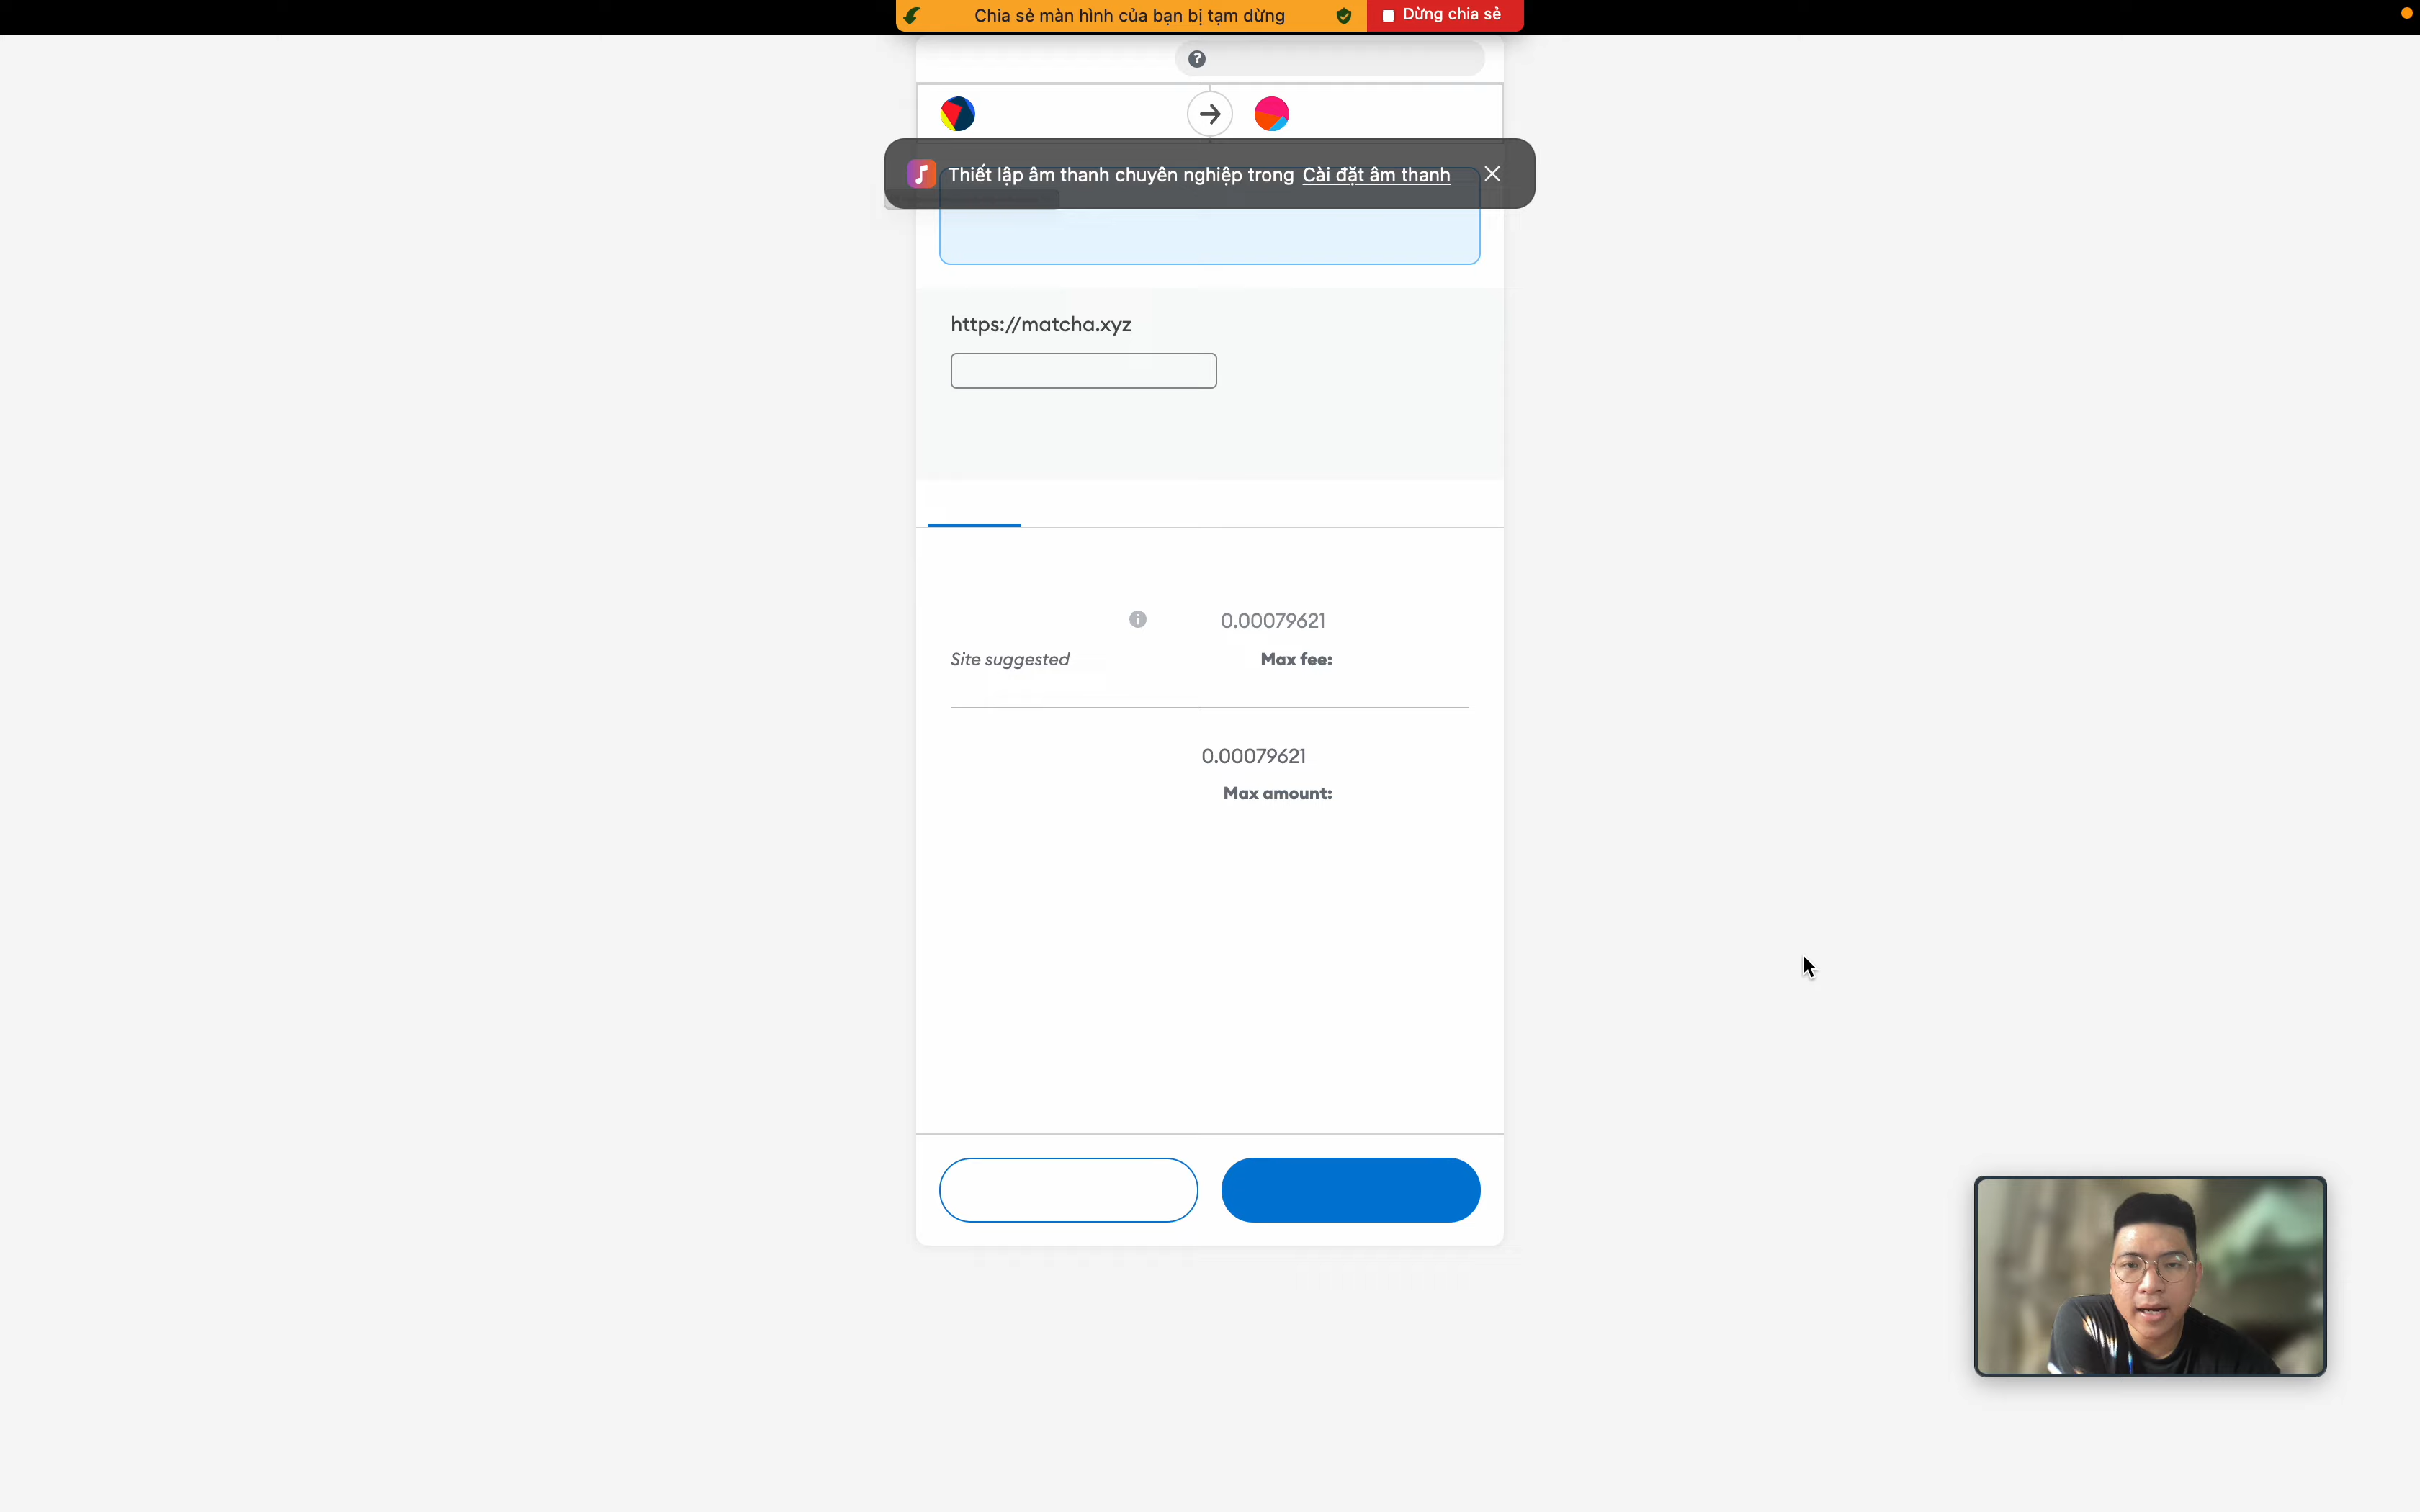 Chia sẻ màn hình của bạn bị tạm dừng
Dừng chia sẻ
Thiết lập âm thanh chuyên nghiệp trong Cài đặt âm thanh
https://matcha.xyz
0.00079621
Site suggested
Max fee:
0.00079621
Max amount: